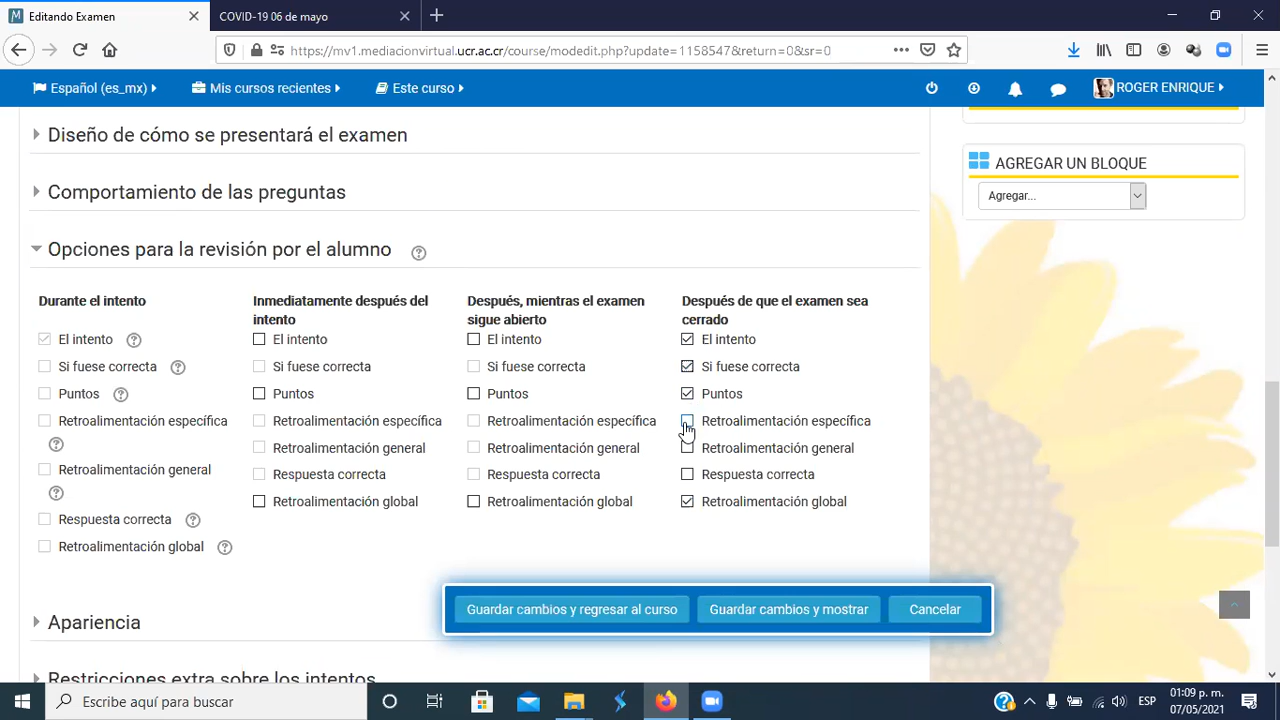 Editando Examen
COVID-19 06 de mayo
https://mv1.mediacionvirtual.ucr.ac.cr/course/modedit.php?update=1158547&return=0&sr=0
Español (es_mx)
Mis cursos recientes
Este curso
ROGER ENRIQUE
Diseño de cómo se presentará el examen
AGREGAR UN BLOQUE
Agregar...
Comportamiento de las preguntas
Opciones para la revisión por el alumno
Durante el intento
El intento
Si fuese correcta
Puntos
Retroalimentación específica
Retroalimentación general
Respuesta correcta
Retroalimentación global
Inmediatamente después del
intento
El intento
Si fuese correcta
Puntos
Retroalimentación específica
Retroalimentación general
Respuesta correcta
Retroalimentación global
Después, mientras el examen
sigue abierto
El intento
Si fuese correcta
Puntos
Retroalimentación específica
Retroalimentación general
Respuesta correcta
Retroalimentación global
Después de que el examen sea
cerrado
El intento
Si fuese correcta
Puntos
Retroalimentación específica
Retroalimentación general
Respuesta correcta
Retroalimentación global
Guardar cambios y regresar al curso
Guardar cambios y mostrar
Cancelar
Apariencia
Restricciones extra sobre los intentos
Escribe aquí para buscar
ESP
01:09 p. m.
07/05/2021